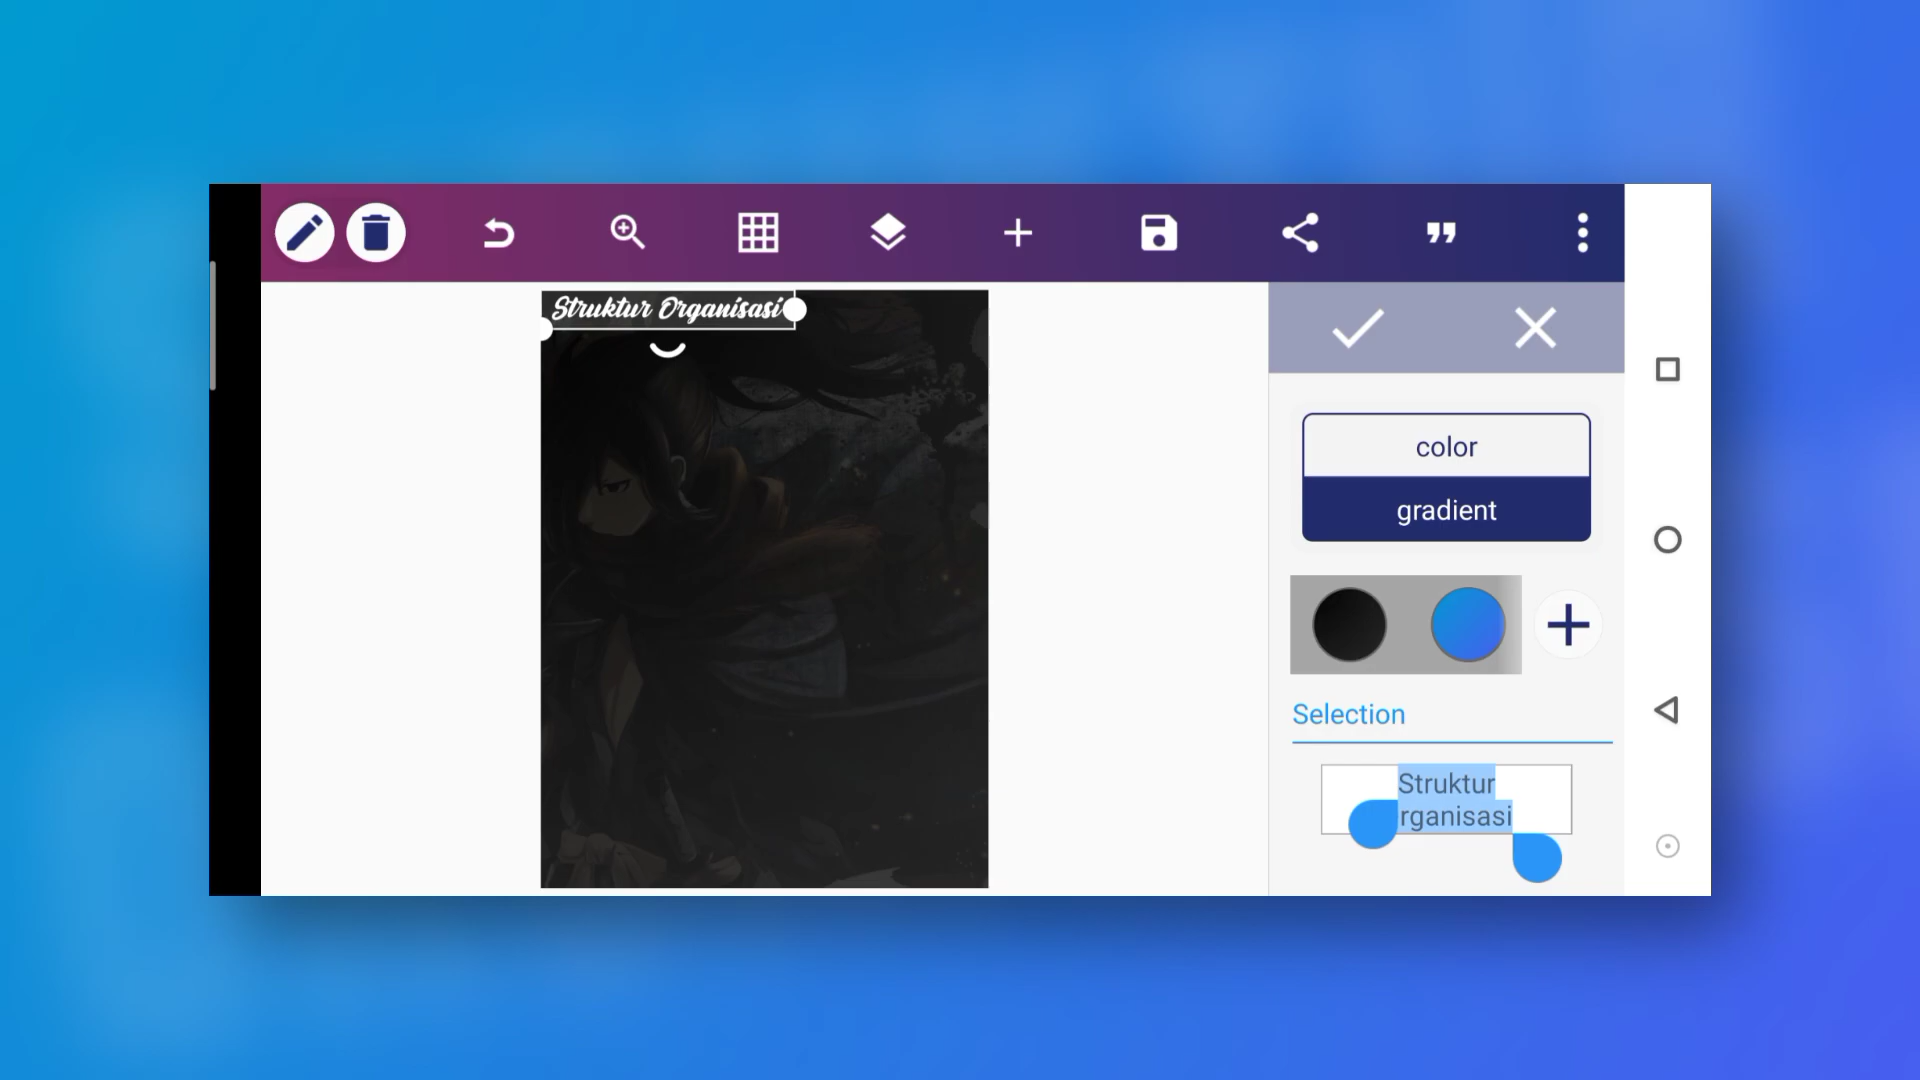 Struktur Organisasi
color
gradient
Selection
Struktur
rganisasi